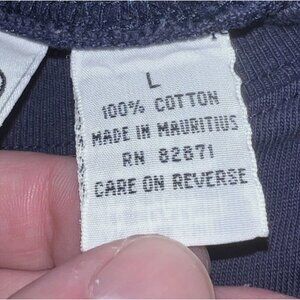 L
100% COTTON
MADE IN MAURITIUS
RN 82871
CARE ON REVERSE